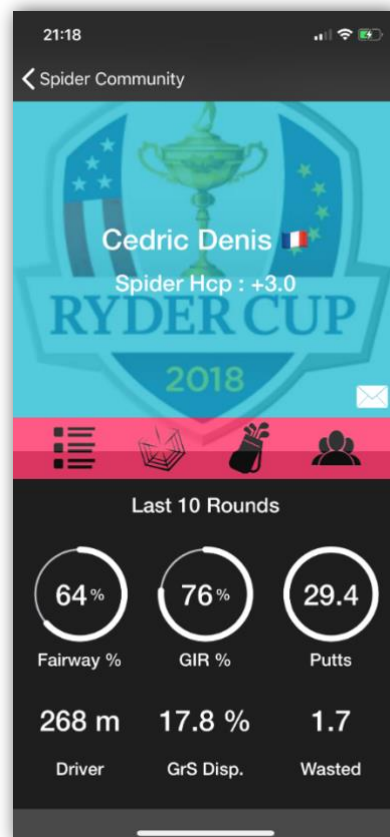 21:18
Spider Community
Cedric Denis
Spider Hcp : +3.0
RYDER CUP
2018
Last 10 Rounds
64 % 76 % 29.4
Fairway % GIR % Putts
268 m 17.8 % 1.7
Driver GrS Disp. Wasted